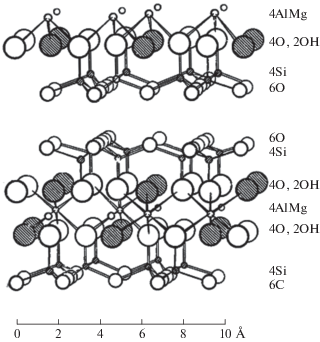 4AlMg
4O, 2OH
4Si
6O
6O
4Si
4O, 2OH
4AlMg
4O, 2OH
4Si
6C
0 2 4 6 8 10 Å